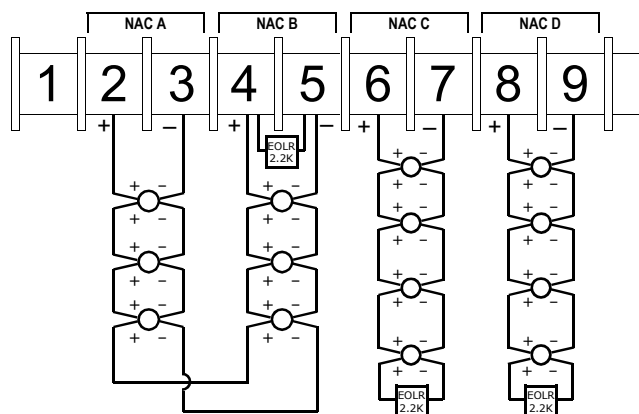 NAC A NAC B NAC C NAC D
1 2 3 4 5 6 7 8 9
+ − + − + − + −
EOLR
2.2K
+ − + − + − + −
+ − + − + − + −
+ − + − + − + −
+ − + − + − + −
+ − + − + − + −
+ − + − + − + −
+ − + −
+ − + −
EOLR EOLR
2.2K 2.2K